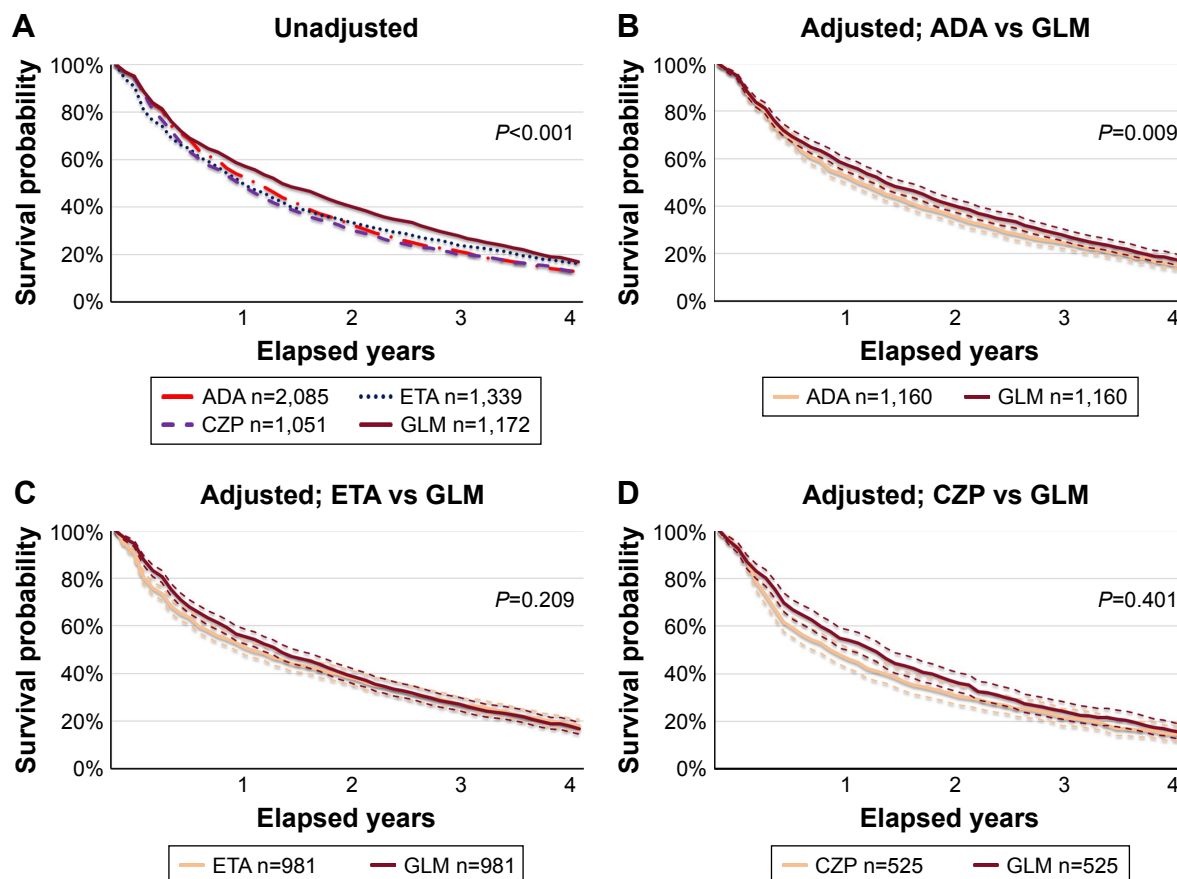 A
Unadjusted
Survival probability
100%
80%
60%
40%
20%
0%
P<0.001
1 2 3 4
Elapsed years
ADA n=2,085 ETA n=1,339
CZP n=1,051 GLM n=1,172
B
Adjusted; ADA vs GLM
Survival probability
100%
80%
60%
40%
20%
0%
P=0.009
1 2 3 4
Elapsed years
ADA n=1,160 GLM n=1,160
C
Adjusted; ETA vs GLM
Survival probability
100%
80%
60%
40%
20%
0%
P=0.209
1 2 3 4
Elapsed years
ETA n=981 GLM n=981
D
Adjusted; CZP vs GLM
Survival probability
100%
80%
60%
40%
20%
0%
P=0.401
1 2 3 4
Elapsed years
CZP n=525 GLM n=525